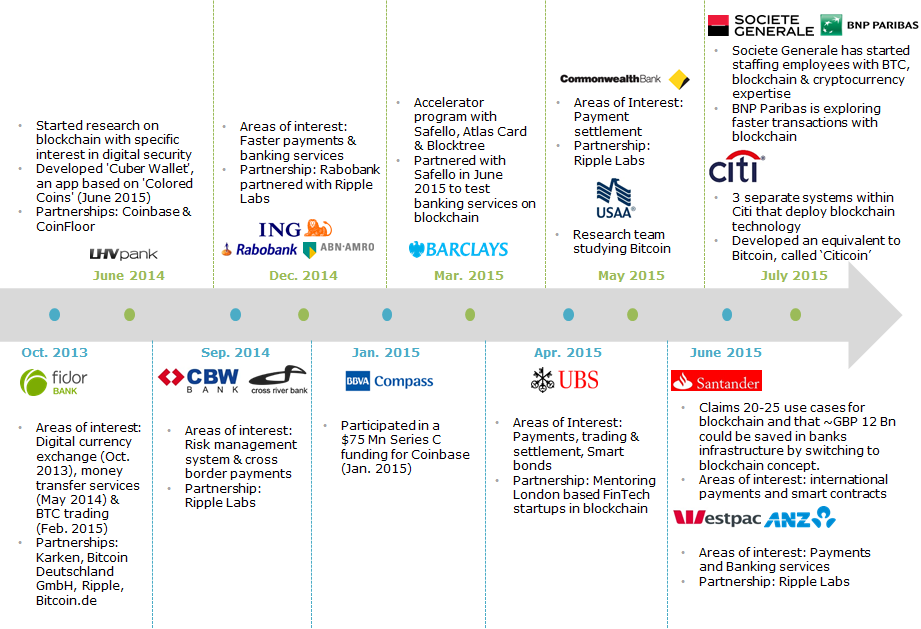 Started research on
blockchain with specific
interest in digital security
Developed 'Cuber Wallet',
an app based on 'Colored
Coins' (June 2015)
Partnerships: Coinbase &
CoinFloor
LHVpank
June 2014
Areas of interest:
Faster payments &
banking services
Partnership: Rabobank
partnered with Ripple
Labs
ING
Rabobank
ABN·AMRO
Dec. 2014
Accelerator
program with
Safello, Atlas Card
& Blocktree
Partnered with
Safello in June
2015 to test
banking services on
blockchain
BARCLAYS
Mar. 2015
CommonwealthBank
Areas of Interest:
Payment
settlement
Partnership:
Ripple Labs
USAA®
Research team
studying Bitcoin
May 2015
SOCIETE
GENERALE
BNP PARIBAS
Societe Generale has started
staffing employees with BTC,
blockchain & cryptocurrency
expertise
BNP Paribas is exploring
faster transactions with
blockchain
citi®
3 separate systems within
Citi that deploy blockchain
technology
Developed an equivalent to
Bitcoin, called ‘Citicoin’
July 2015
Oct. 2013
fidor
BANK
Areas of interest:
Digital currency
exchange (Oct.
2013), money
transfer services
(May 2014) &
BTC trading
(Feb. 2015)
Partnerships:
Karken, Bitcoin
Deutschland
GmbH, Ripple,
Bitcoin.de
Sep. 2014
CBW
BANK
cross river bank
Areas of interest:
Risk management
system & cross
border payments
Partnership:
Ripple Labs
Jan. 2015
BBVA Compass
Participated in a
$75 Mn Series C
funding for Coinbase
(Jan. 2015)
Apr. 2015
UBS
Areas of Interest:
Payments, trading &
settlement, Smart
bonds
Partnership: Mentoring
London based FinTech
startups in blockchain
June 2015
Santander
Claims 20-25 use cases for
blockchain and that ~GBP 12 Bn
could be saved in banks
infrastructure by switching to
blockchain concept.
Areas of interest: international
payments and smart contracts
Westpac
ANZ
Areas of interest: Payments
and Banking services
Partnership: Ripple Labs